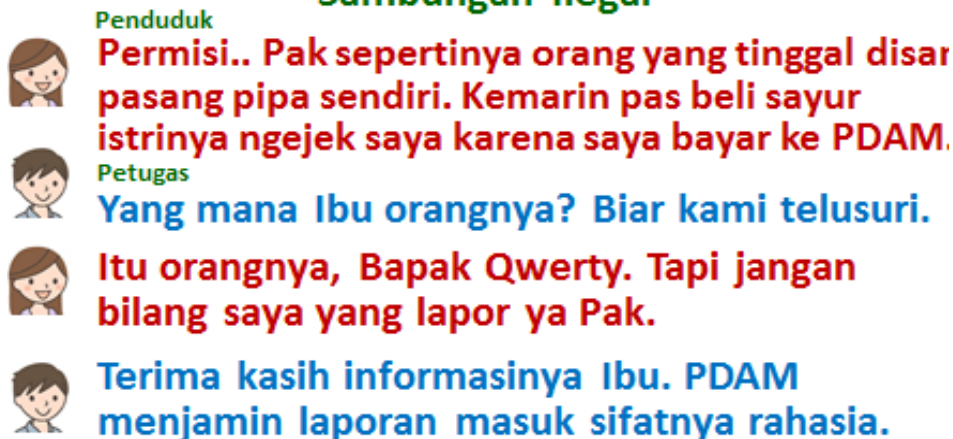 Sambungan Ilegal
Penduduk
Permisi.. Pak sepertinya orang yang tinggal
pasang pipa sendiri. Kemarin pas beli sayur
istrinya ngejek saya karena saya bayar ke PDAM.
Petugas
Yang mana Ibu orangnya? Biar kami telusuri.
Itu orangnya, Bapak Qwerty. Tapi jangan
bilang saya yang lapor ya Pak.
Terima kasih informasinya Ibu. PDAM
menjamin laporan masuk sifatnya rahasia.